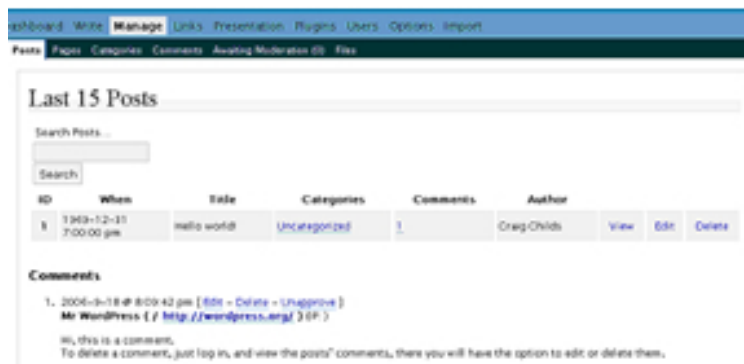 ashboard Write Manage Links Presentation Plugins Users Options Import
Posts Pages Categories Comments Awaiting Moderation (0) Files
Last 15 Posts
Search Posts...
Search
ID When Title Categories Comments Author
1 1969-12-31 7:00:00 pm Hello world! Uncategorized 1 Craig Childs View Edit Delete
Comments
1. 2006-9-18 @ 8:09:42 pm [ Edit - Delete - Unapprove ]
Mr WordPress ( / http://wordpress.org/ ) (IP: )
Hi, this is a comment.
To delete a comment, just log in, and view the posts' comments, there you will have the option to edit or delete them.